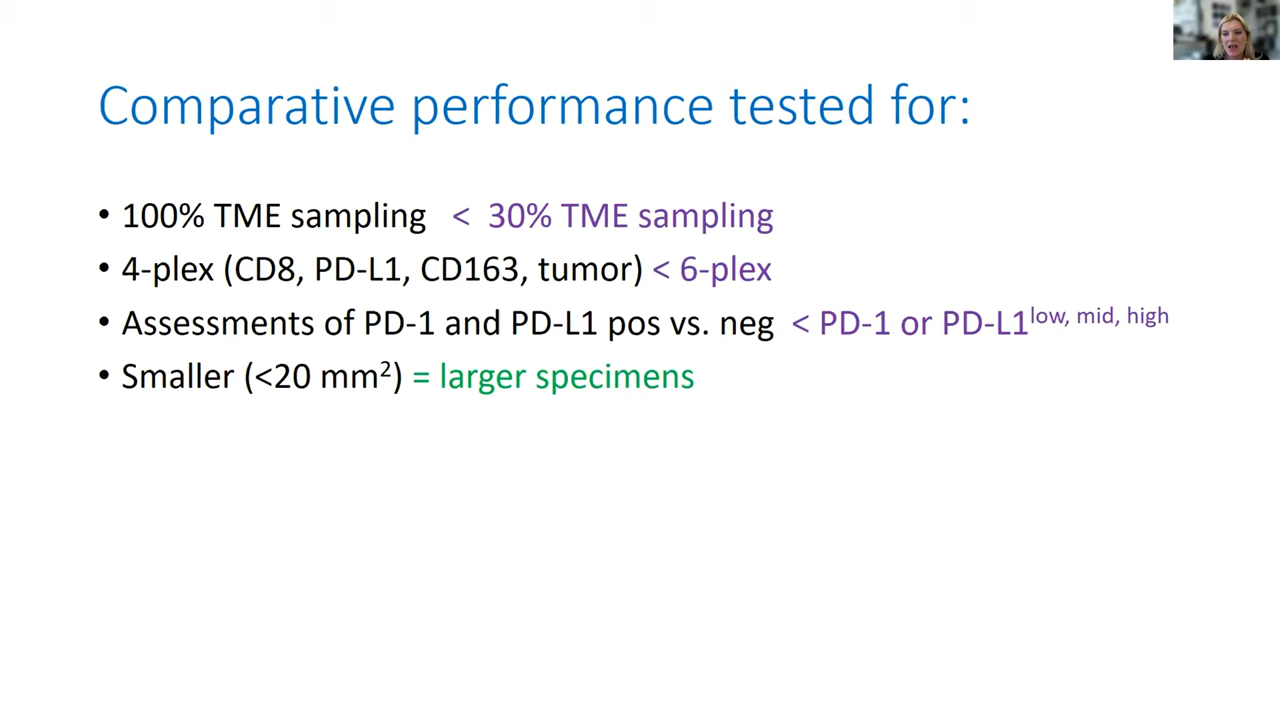 Comparative performance tested for:
• 100% TME sampling < 30% TME sampling
• 4-plex (CD8, PD-L1, CD163, tumor) < 6-plex
• Assessments of PD-1 and PD-L1 pos vs. neg < PD-1 or PD-L1low, mid, high
• Smaller (<20 mm2) = larger specimens